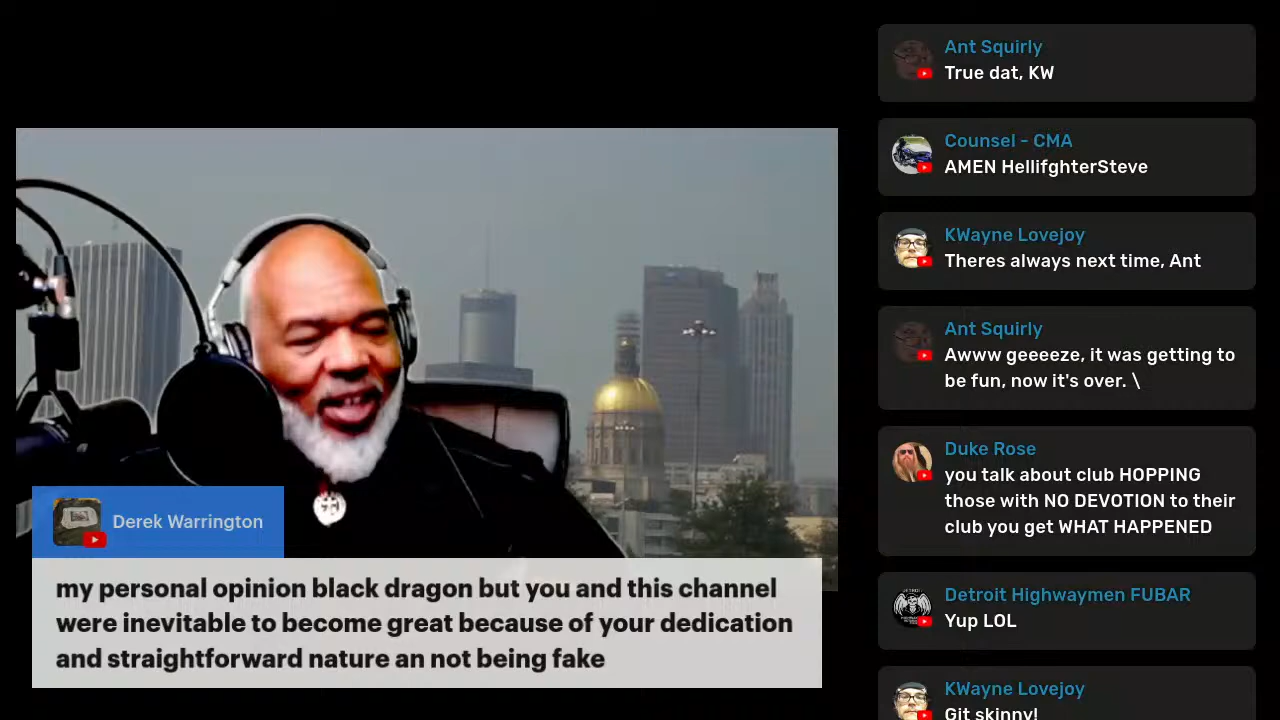 Ant Squirly
True dat, KW
Counsel - CMA
AMEN HellifghterSteve
KWayne Lovejoy
Theres always next time, Ant
Ant Squirly
Awww geeeeze, it was getting to
be fun, now it's over. \
Duke Rose
you talk about club HOPPING
those with NO DEVOTION to their
club you get WHAT HAPPENED
Detroit Highwaymen FUBAR
Yup LOL
KWayne Lovejoy
Git skinny!
Derek Warrington
my personal opinion black dragon but you and this channel
were inevitable to become great because of your dedication
and straightforward nature an not being fake